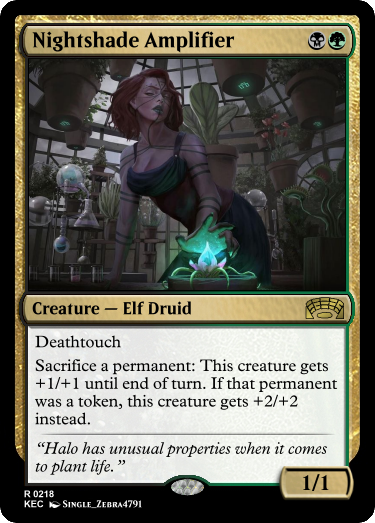 Nightshade Amplifier
Creature — Elf Druid
Deathtouch
Sacrifice a permanent: This creature gets
+1/+1 until end of turn. If that permanent
was a token, this creature gets +2/+2
instead.
“Halo has unusual properties when it comes
to plant life.”
1/1
R 0218
KEC Single_Zebra4791